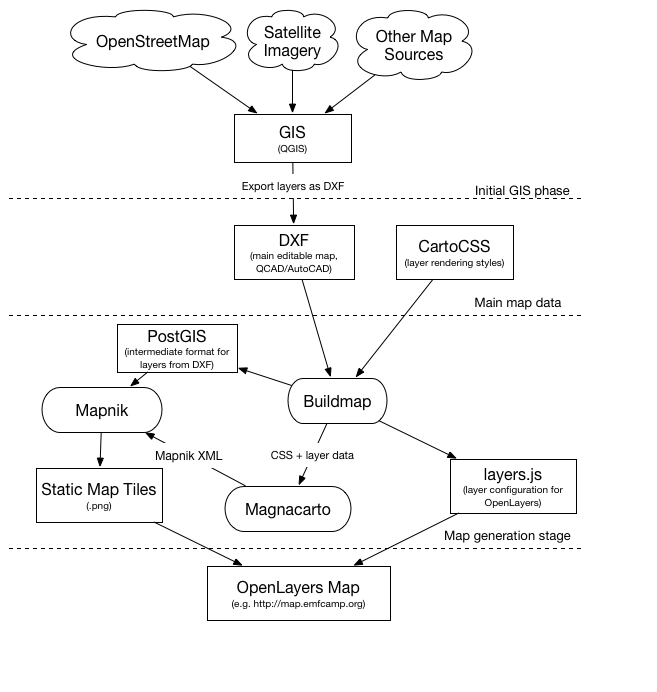 OpenStreetMap
Satellite
Imagery
Other Map
Sources
GIS
(QGIS)
Export layers as DXF
Initial GIS phase
DXF
(main editable map,
QCAD/AutoCAD)
CartoCSS
(layer rendering styles)
Main map data
PostGIS
(intermediate format for
layers from DXF)
Mapnik
Buildmap
Mapnik XML
CSS + layer data
Static Map Tiles
(.png)
Magnacarto
layers.js
(layer configuration for
OpenLayers)
Map generation stage
OpenLayers Map
(e.g. http://map.emfcamp.org)